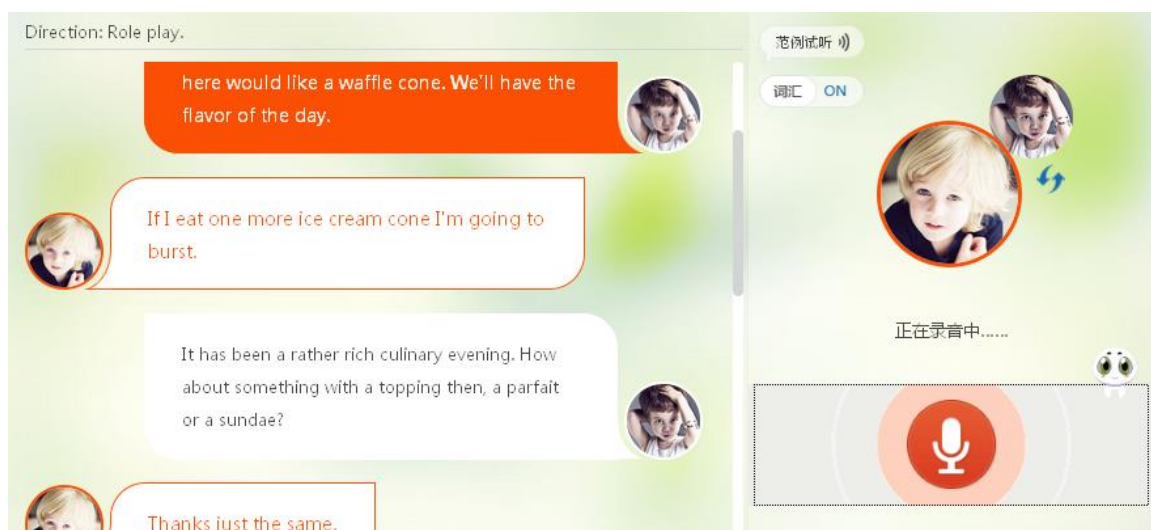 Direction: Role play.
here would like a waffle cone. We'll have the
flavor of the day.
If I eat one more ice cream cone I'm going to
burst.
It has been a rather rich culinary evening. How
about something with a topping then, a parfait
or a sundae?
Thanks just the same.
范例试听
词汇 ON
正在录音中......